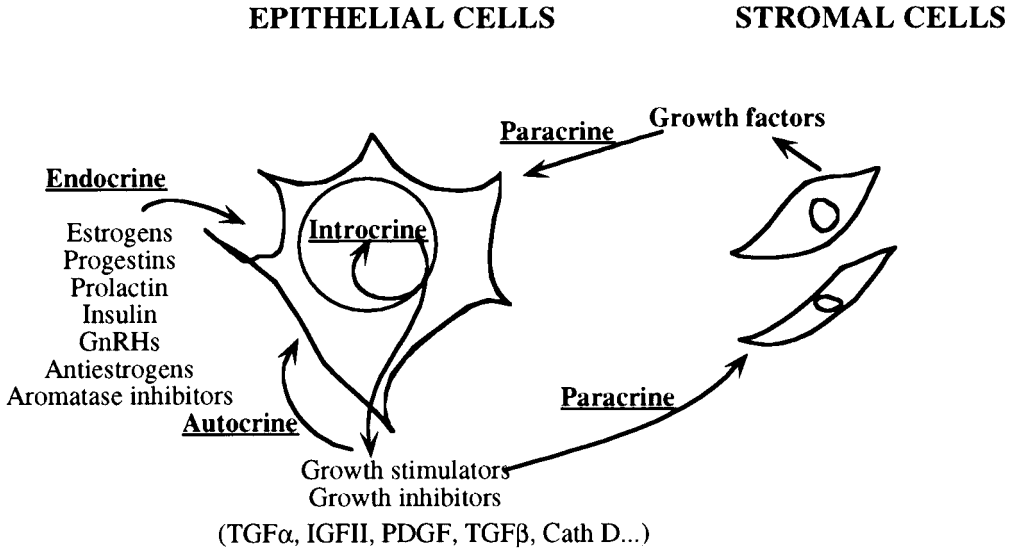 EPITHELIAL CELLS
STROMAL CELLS
Growth factors
Paracrine
Endocrine
Introcrine
Estrogens
Progestins
Prolactin
Insulin
GnRHs
Antiestrogens
Aromatase inhibitors
Paracrine
Autocrine
Growth stimulators
Growth inhibitors
(TGFα, IGFII, PDGF, TGFβ, Cath D...)